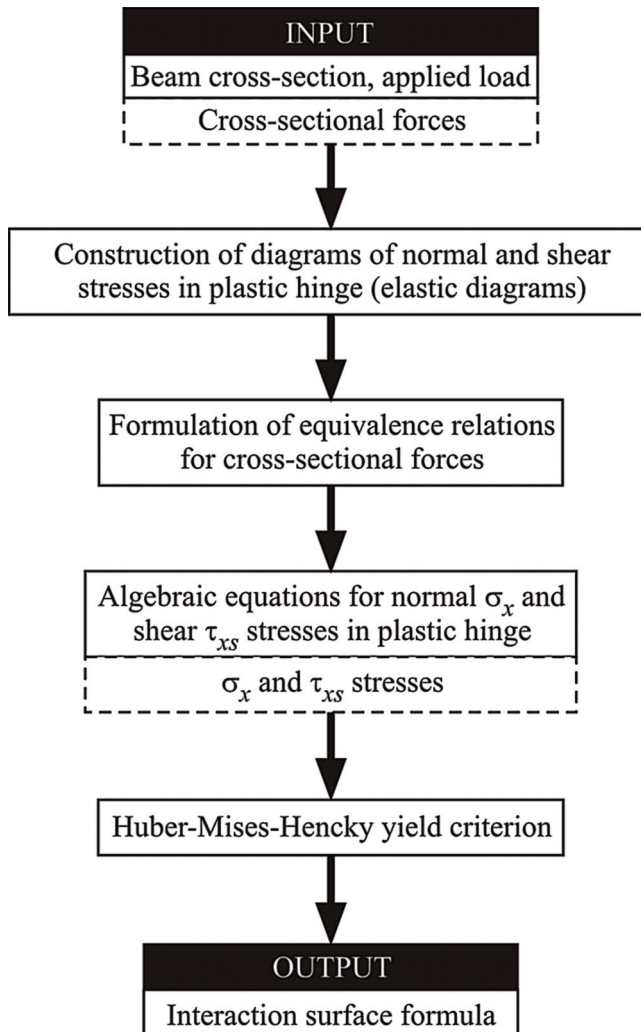 INPUT
Beam cross-section, applied load
Cross-sectional forces
Construction of diagrams of normal and shear
stresses in plastic hinge (elastic diagrams)
Formulation of equivalence relations
for cross-sectional forces
Algebraic equations for normal σₓ and
shear τₓₛ stresses in plastic hinge
σₓ and τₓₛ stresses
Huber-Mises-Hencky yield criterion
OUTPUT
Interaction surface formula